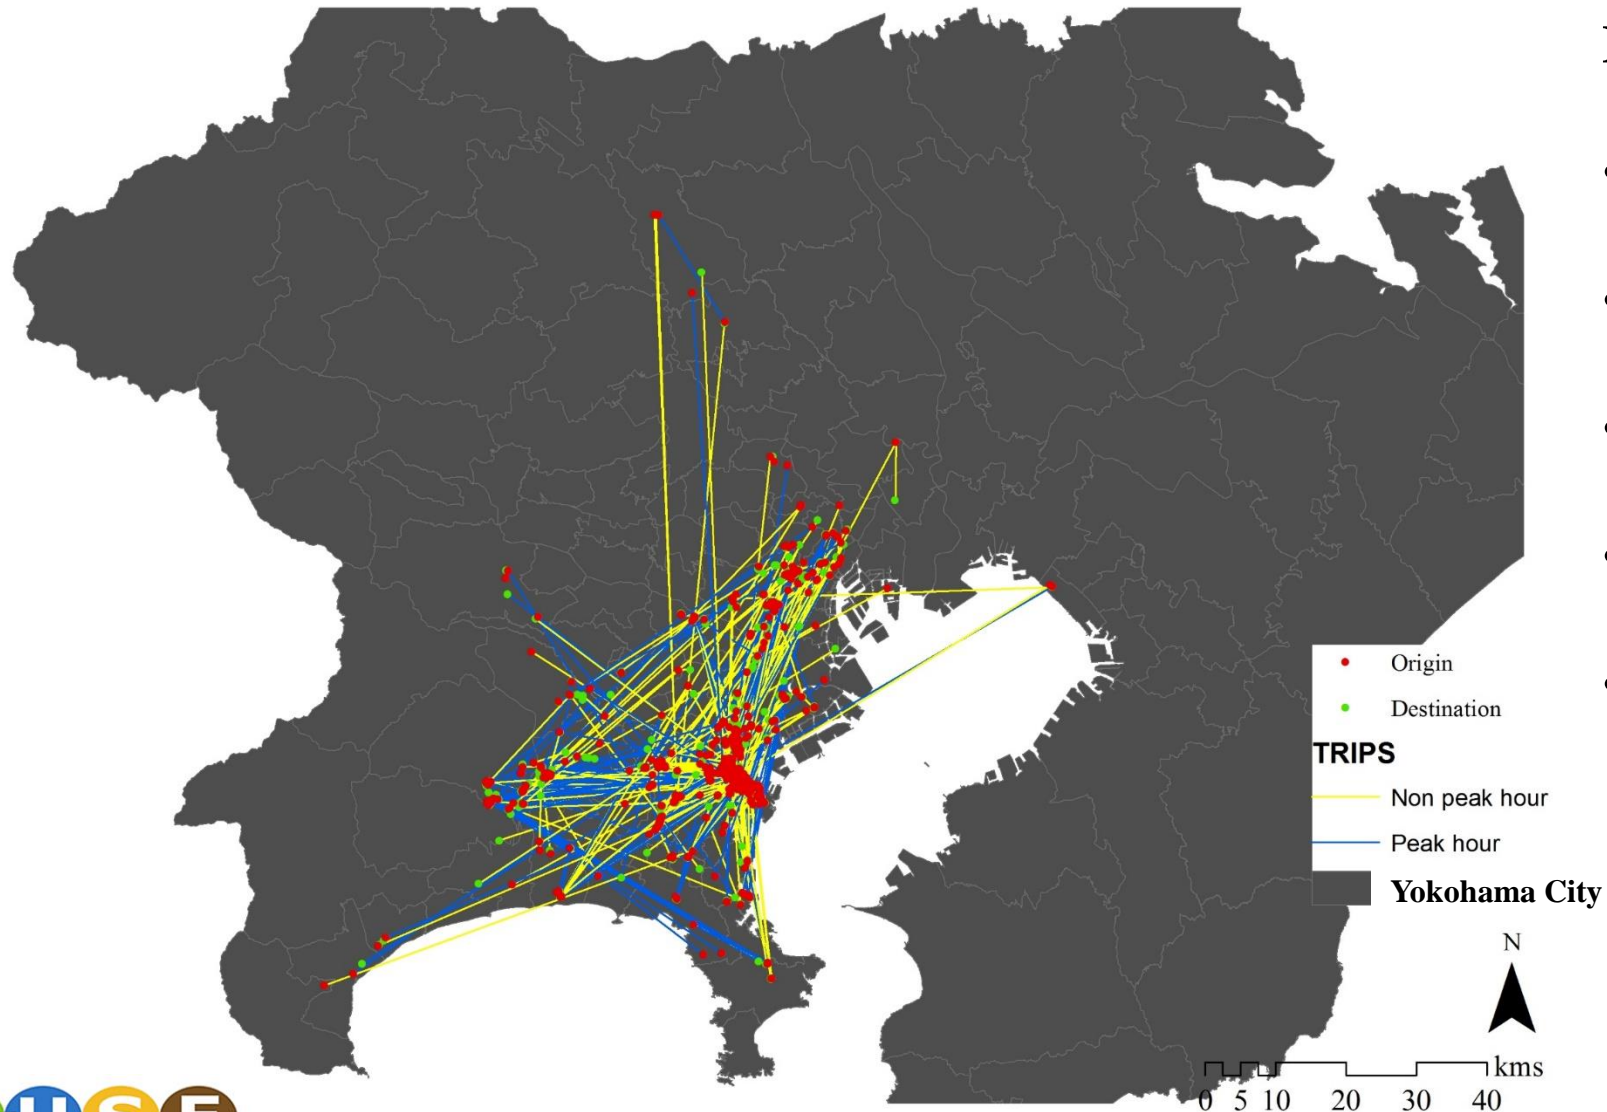 Origin
Destination
TRIPS
Non peak hour
Peak hour
Yokohama City
N
kms
0 5 10 20 30 40
U S E